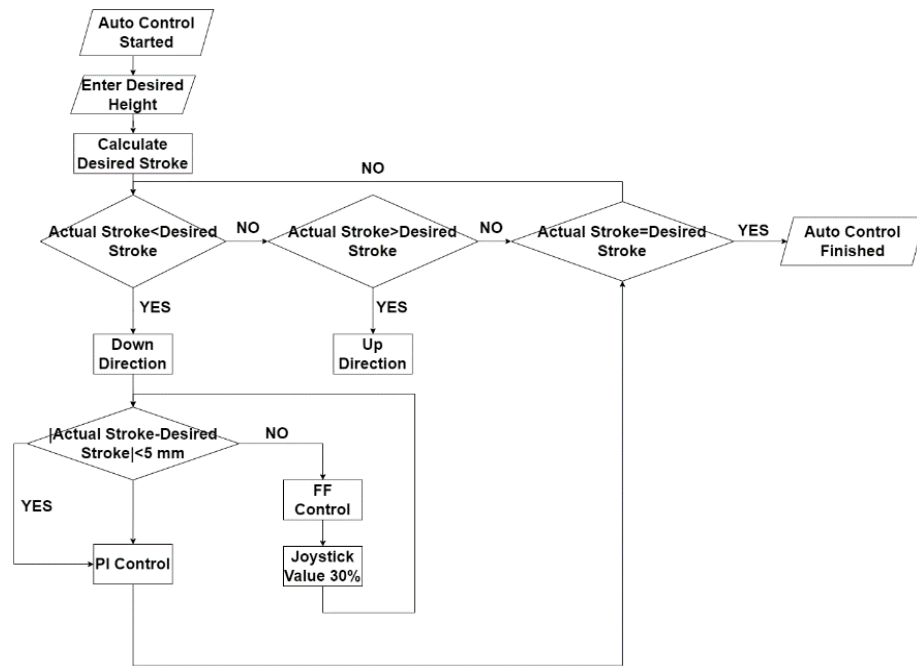 Auto Control
Started
Enter Desired
Height
Calculate
Desired Stroke
NO
Actual Stroke<Desired
Stroke
NO
Actual Stroke>Desired
Stroke
NO
Actual Stroke=Desired
Stroke
YES
Auto Control
Finished
YES
YES
Down
Direction
Up
Direction
|Actual Stroke-Desired
Stroke|<5 mm
NO
YES
FF
Control
PI Control
Joystick
Value 30%